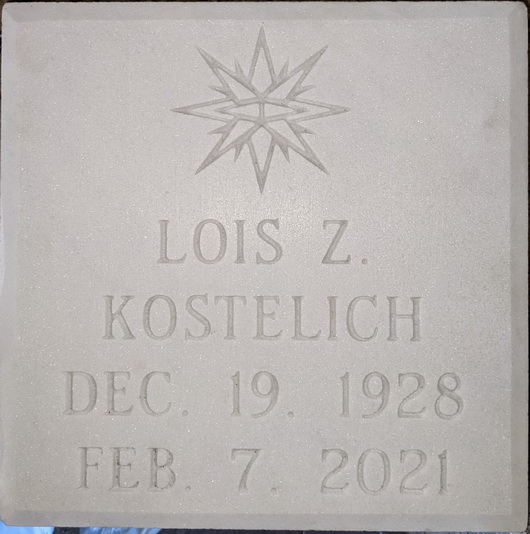 LOIS Z.
KOSTELICH
DEC. 19. 1928
FEB. 7. 2021